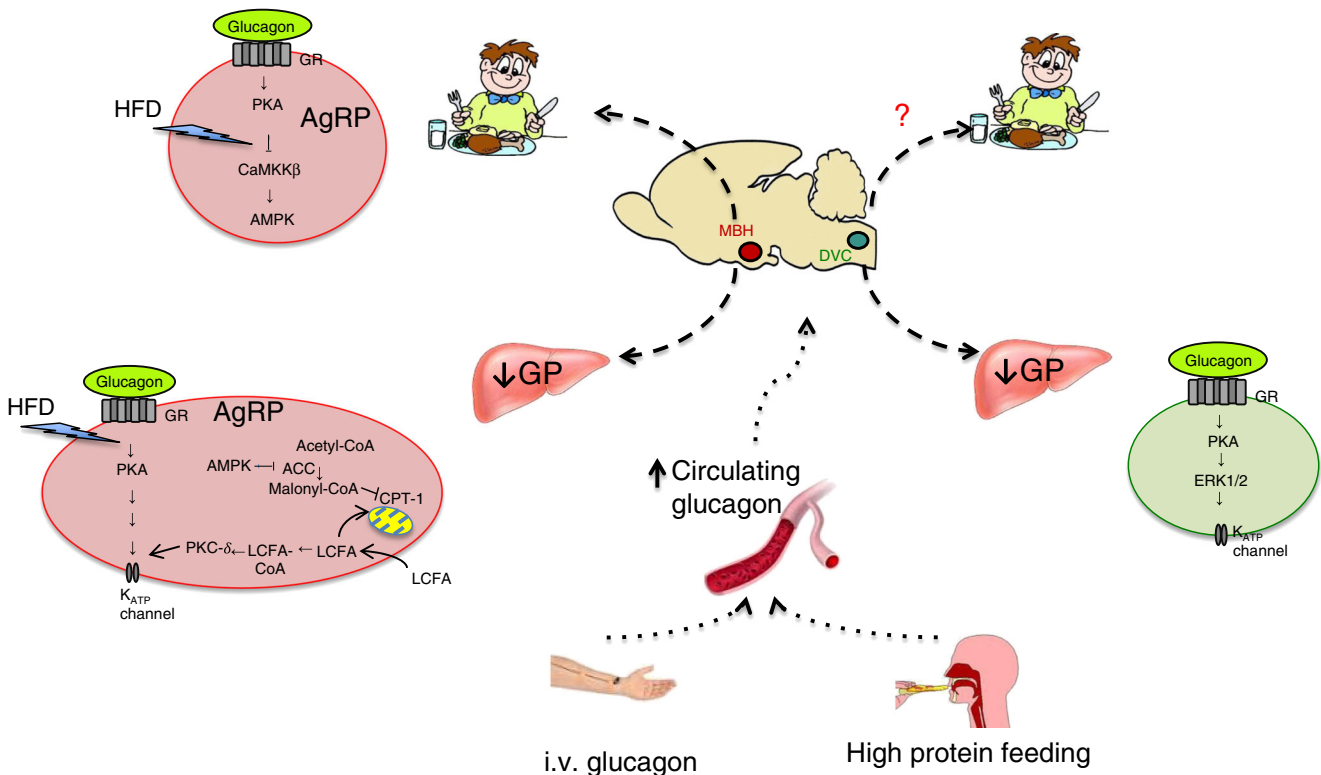 Glucagon
GR
↓
PKA
HFD
AgRP
⊥
CaMKKβ
↓
AMPK
?
MBH
DVC
↓GP
↓GP
Glucagon
GR
HFD
AgRP
↓
PKA
↓
↓
↓
Acetyl-CoA
AMPK ⊣ ACC ↓
Malonyl-CoA ⊣ CPT-1
PKC-δ ← LCFA- ← LCFA
CoA
LCFA
K_ATP
channel
↑ Circulating
glucagon
Glucagon
GR
↓
PKA
↓
ERK1/2
↓
K_ATP
channel
i.v. glucagon
High protein feeding